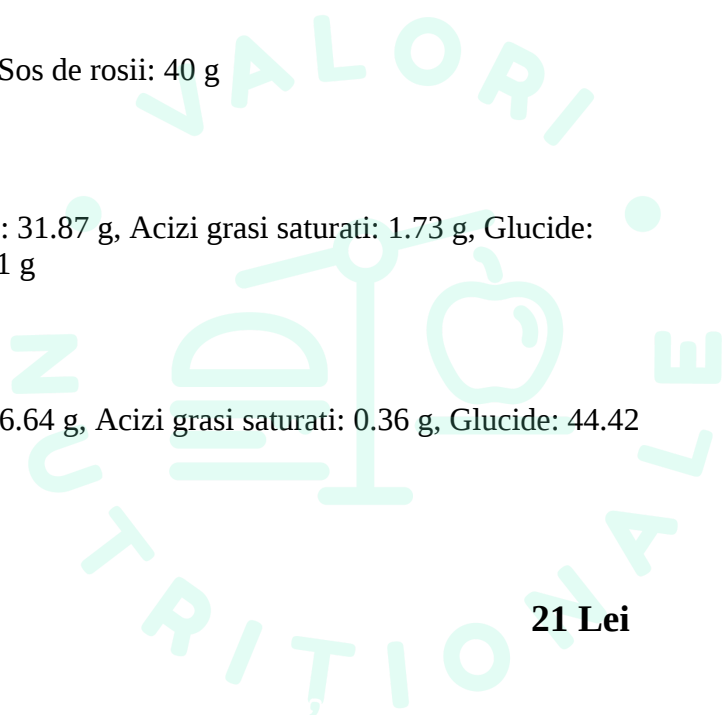 Sos de rosii: 40 g
: 31.87 g, Acizi grasi saturati: 1.73 g, Glucide:
1 g
6.64 g, Acizi grasi saturati: 0.36 g, Glucide: 44.42
21 Lei
VALORI
NUTRITIONALE